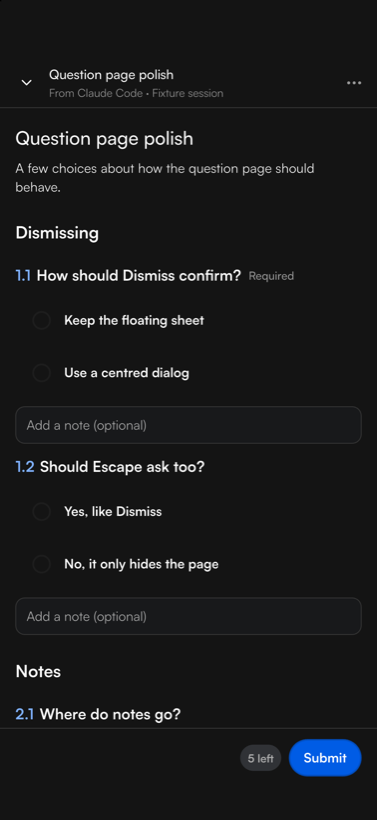 Question page polish
From Claude Code • Fixture session
Question page polish
A few choices about how the question page should
behave.
Dismissing
1.1 How should Dismiss confirm? Required
Keep the floating sheet
Use a centred dialog
Add a note (optional)
1.2 Should Escape ask too?
Yes, like Dismiss
No, it only hides the page
Add a note (optional)
Notes
2.1 Where do notes go?
5 left
Submit